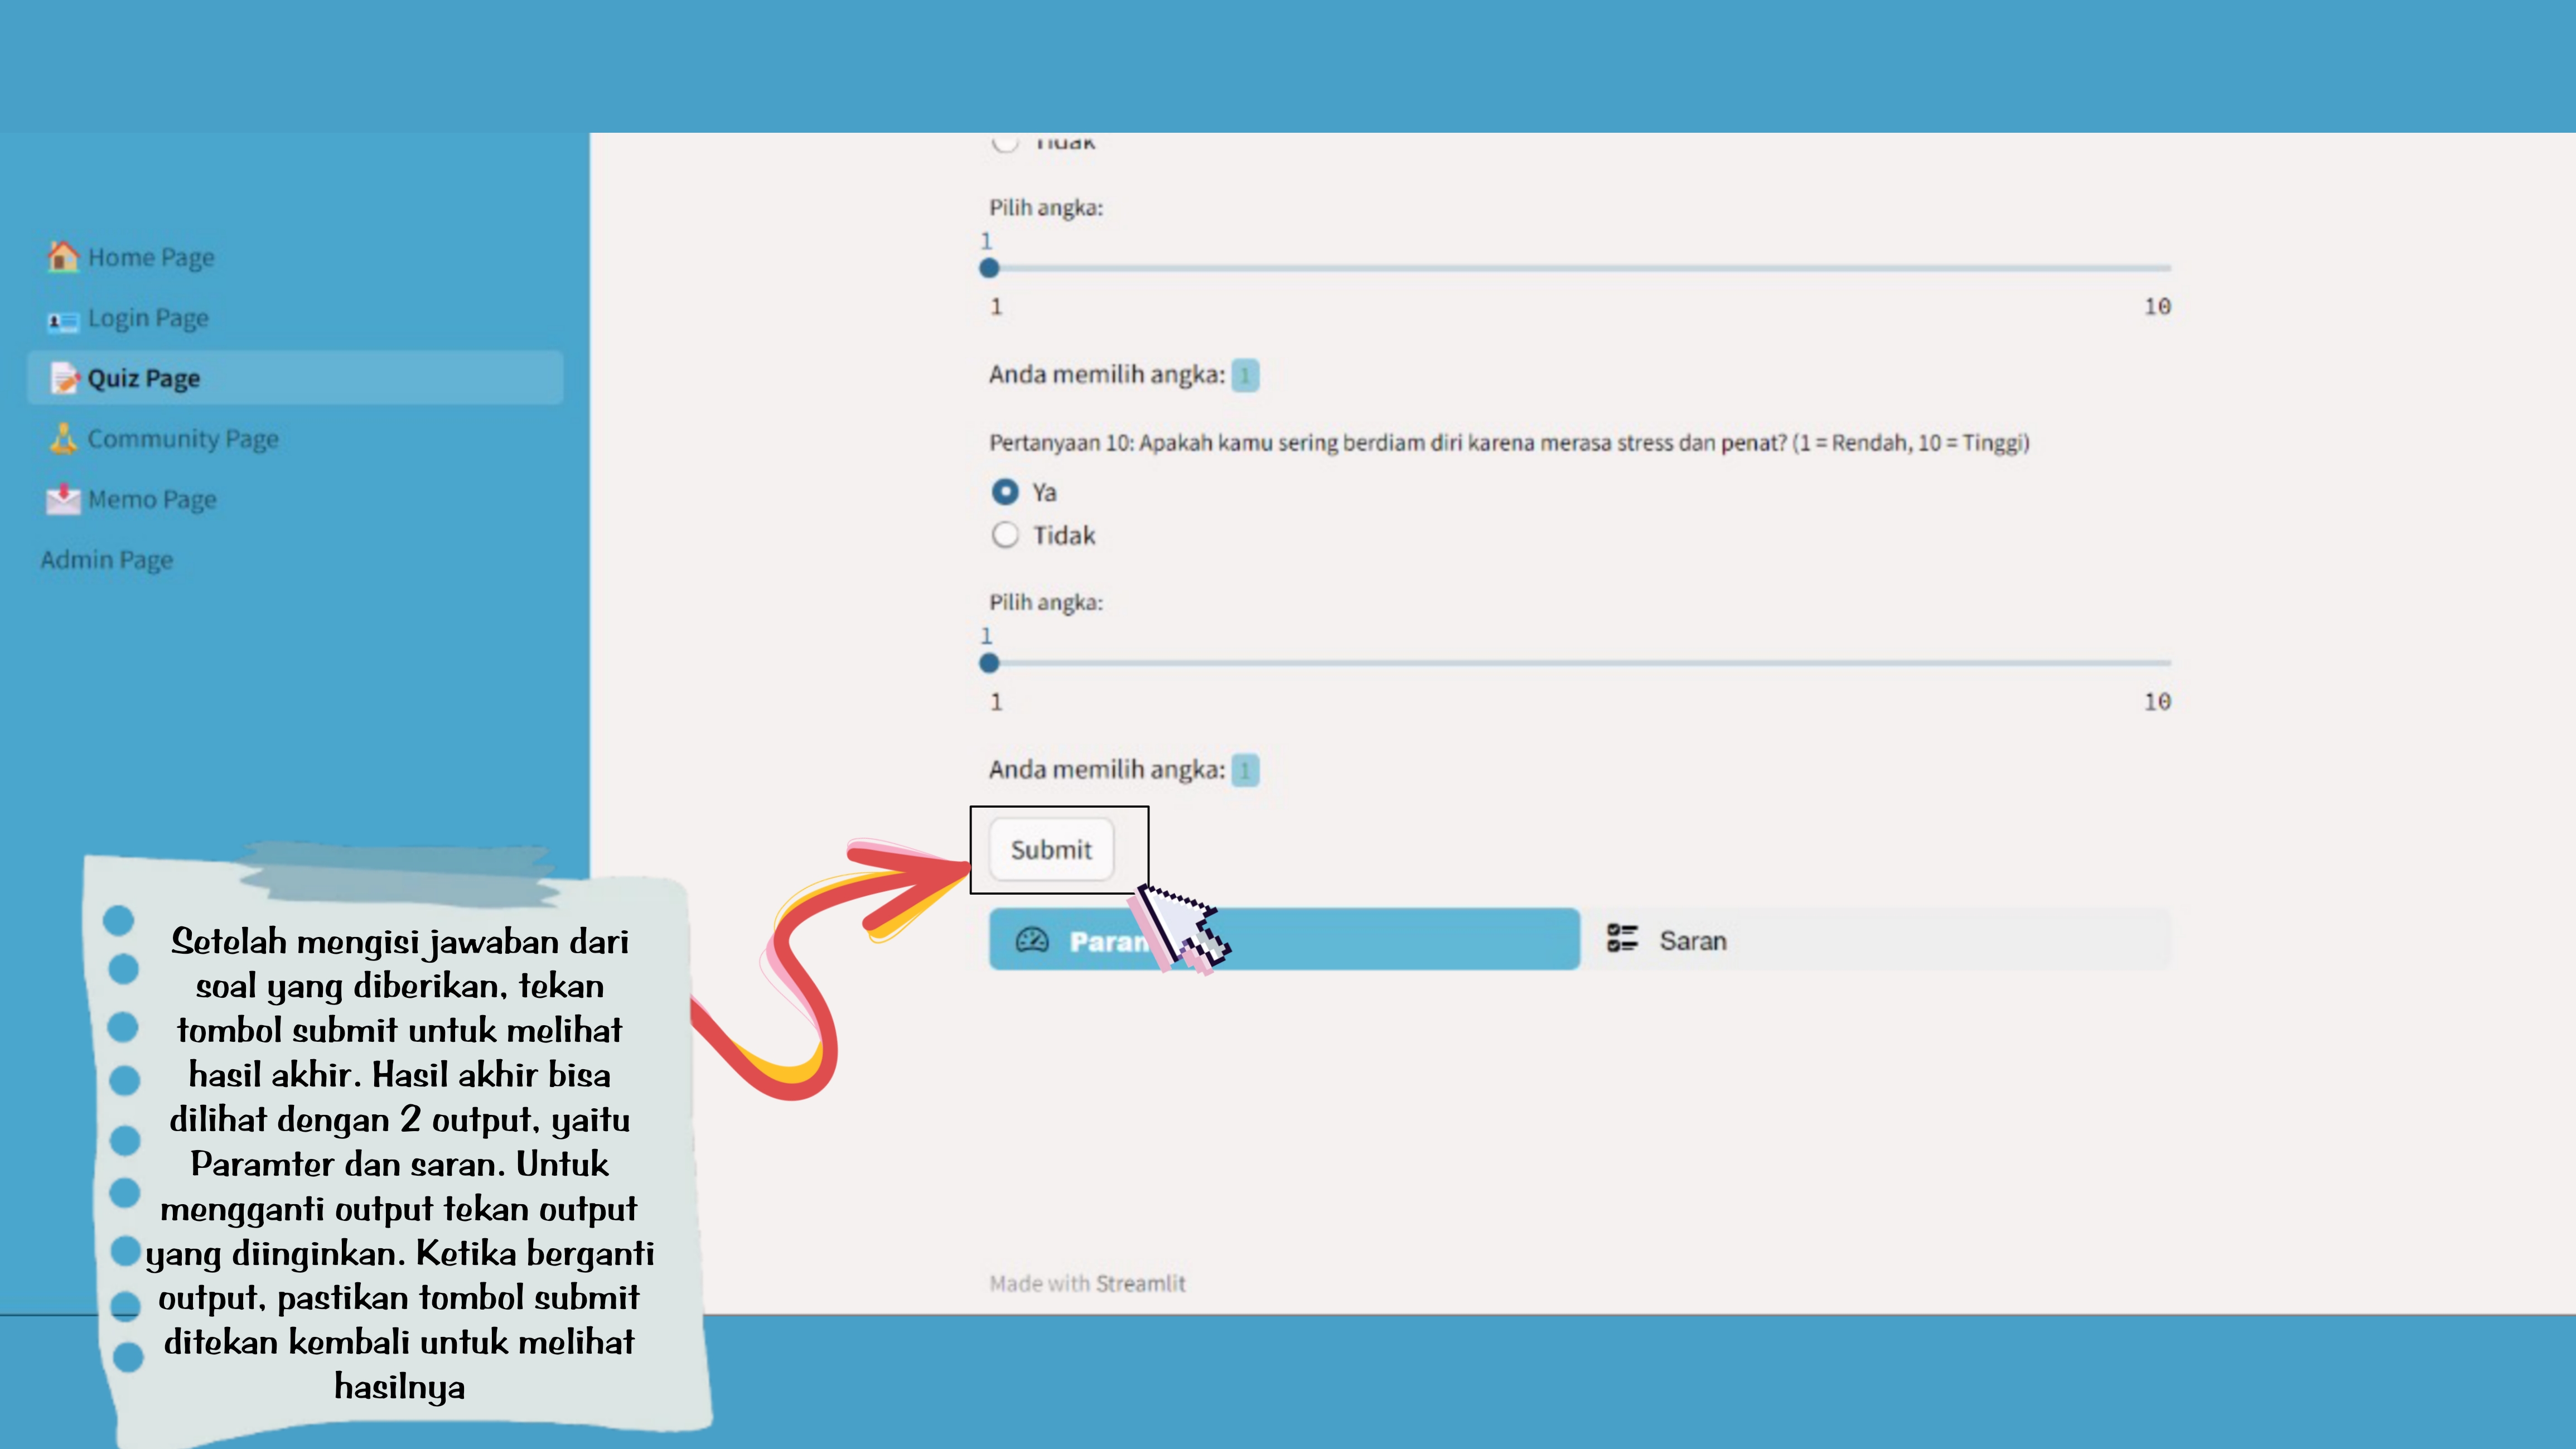 Home Page
Login Page
Quiz Page
Community Page
Memo Page
Admin Page
Tidak
Pilih angka:
1
1 10
Anda memilih angka: 1
Pertanyaan 10: Apakah kamu sering berdiam diri karena merasa stress dan penat? (1 = Rendah, 10 = Tinggi)
Ya
Tidak
Pilih angka:
1
1 10
Anda memilih angka: 1
Submit
Saran
Made with Streamlit
Setelah mengisi jawaban dari
soal yang diberikan, tekan
tombol submit untuk melihat
hasil akhir. Hasil akhir bisa
dilihat dengan 2 output, yaitu
Paramter dan saran. Untuk
mengganti output tekan output
yang diinginkan. Ketika berganti
output, pastikan tombol submit
ditekan kembali untuk melihat
hasilnya